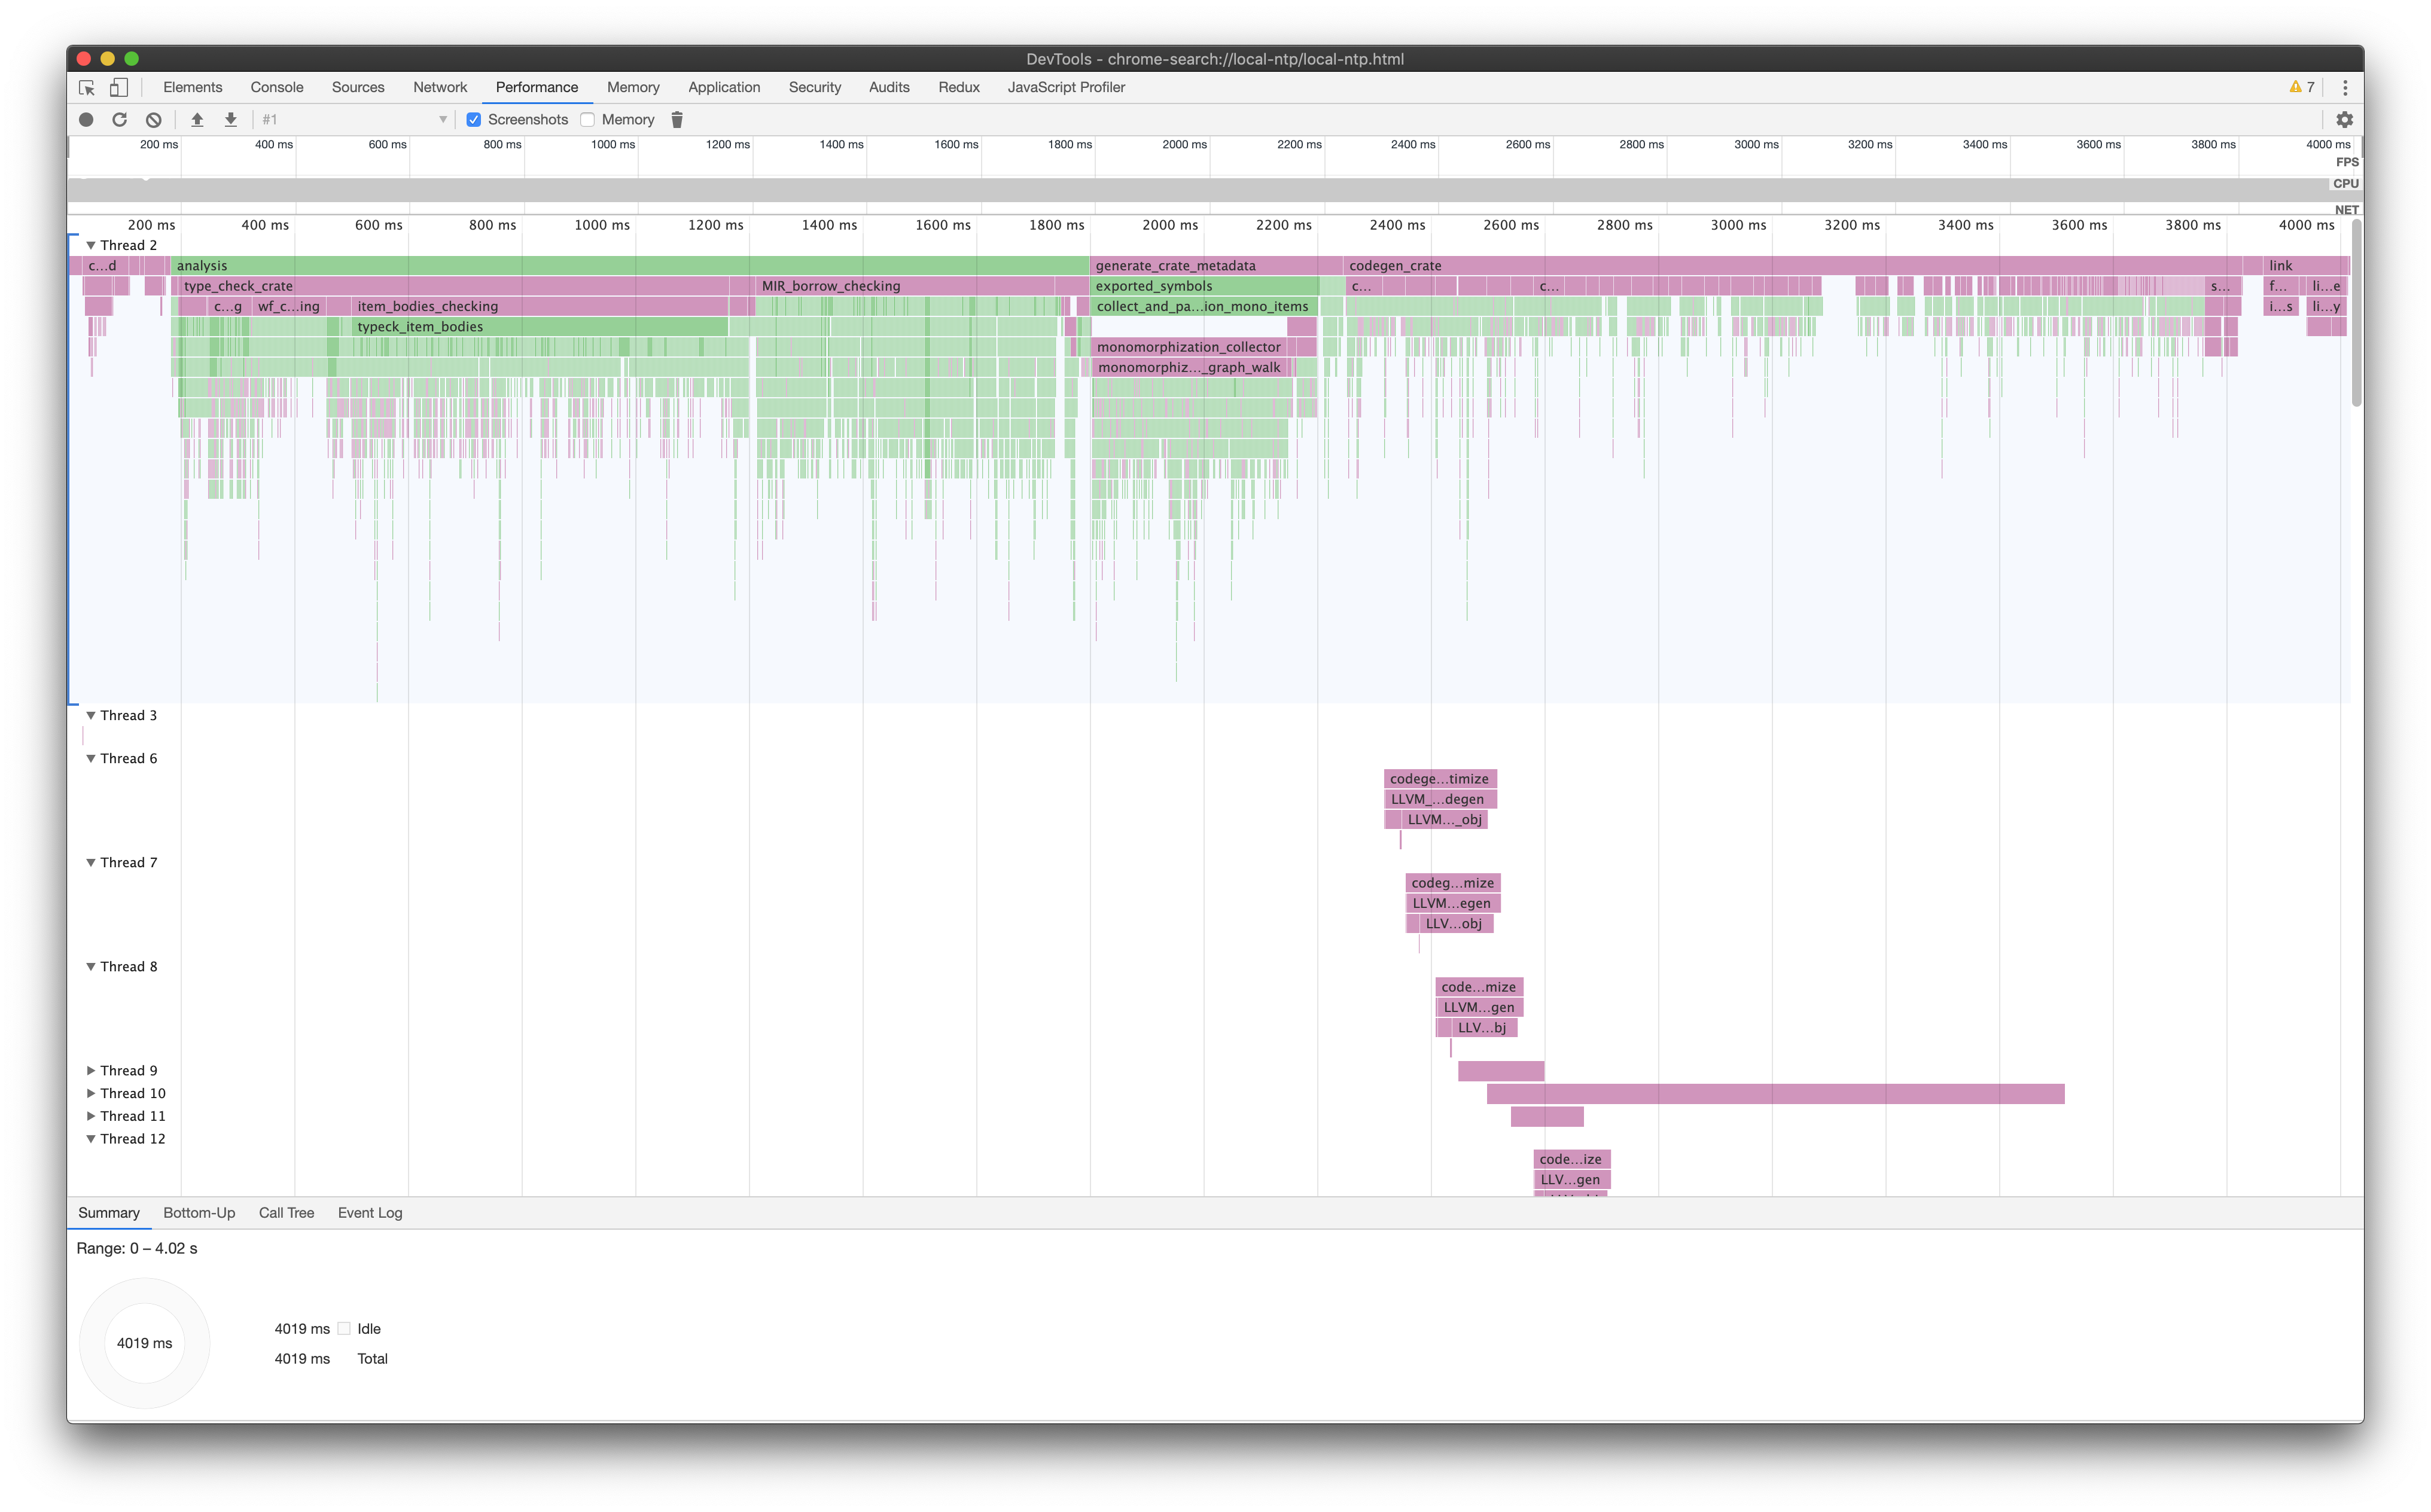 DevTools - chrome-search://local-ntp/local-ntp.html
Elements Console Sources Network Performance Memory Application Security Audits Redux JavaScript Profiler 7
#1 Screenshots Memory
200 ms 400 ms 600 ms 800 ms 1000 ms 1200 ms 1400 ms 1600 ms 1800 ms 2000 ms 2200 ms 2400 ms 2600 ms 2800 ms 3000 ms 3200 ms 3400 ms 3600 ms 3800 ms 4000 ms
FPS
CPU
NET
200 ms 400 ms 600 ms 800 ms 1000 ms 1200 ms 1400 ms 1600 ms 1800 ms 2000 ms 2200 ms 2400 ms 2600 ms 2800 ms 3000 ms 3200 ms 3400 ms 3600 ms 3800 ms 4000 ms
Thread 2
c...d analysis generate_crate_metadata codegen_crate link
type_check_crate MIR_borrow_checking exported_symbols c... c... s... f... li...e
c...g wf_c...ing item_bodies_checking collect_and_pa...ion_mono_items i...s li...y
typeck_item_bodies
monomorphization_collector
monomorphiz..._graph_walk
Thread 3
Thread 6
codege...timize
LLVM_...degen
LLVM..._obj
Thread 7
codeg...mize
LLVM...egen
LLV...obj
Thread 8
code...mize
LLVM...gen
LLV...bj
Thread 9
Thread 10
Thread 11
Thread 12
code...ize
LLV...gen
Summary Bottom-Up Call Tree Event Log
Range: 0 – 4.02 s
4019 ms
4019 ms Idle
4019 ms Total